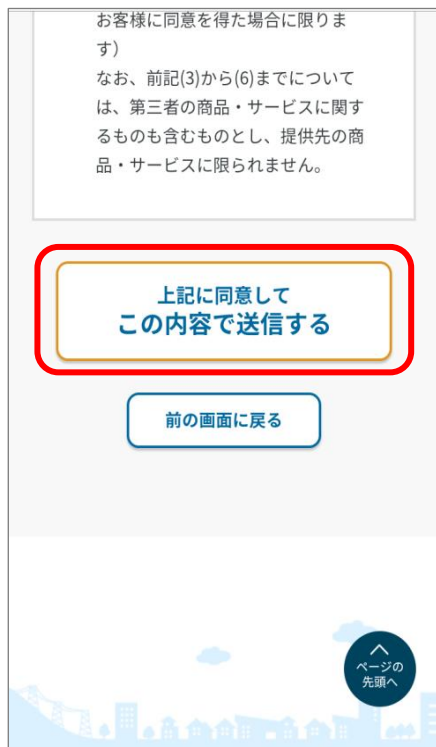 お客様に同意を得た場合に限りま
す）
なお、前記(3)から(6)までについて
は、第三者の商品・サービスに関す
るものも含むものとし、提供先の商
品・サービスに限られません。
上記に同意して
この内容で送信する
前の画面に戻る
ページの
先頭へ